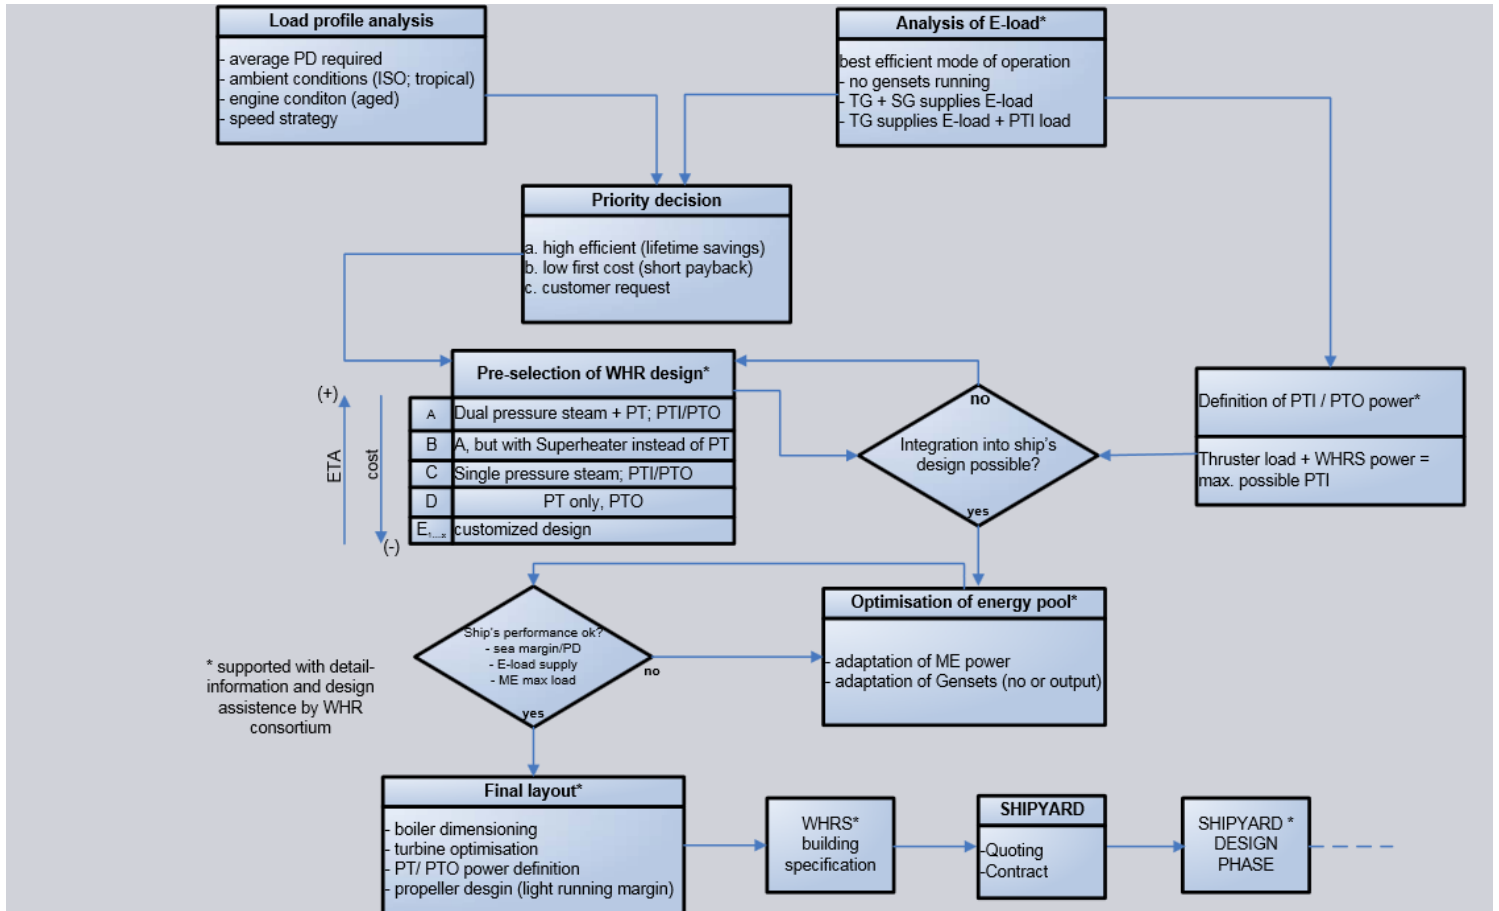 Load profile analysis
- average PD required
- ambient conditions (ISO; tropical)
- engine conditon (aged)
- speed strategy
Analysis of E-load*
best efficient mode of operation
- no gensets running
- TG + SG supplies E-load
- TG supplies E-load + PTI load
Priority decision
a. high efficient (lifetime savings)
b. low first cost (short payback)
c. customer request
Pre-selection of WHR design*
A Dual pressure steam + PT; PTI/PTO
B A, but with Superheater instead of PT
C Single pressure steam; PTI/PTO
D PT only, PTO
E1...x customized design
(+)
ETA
cost
(-)
no
Integration into ship's
design possible?
yes
Definition of PTI / PTO power*
Thruster load + WHRS power =
max. possible PTI
Optimisation of energy pool*
- adaptation of ME power
- adaptation of Gensets (no or output)
Ship's performance ok?
- sea margin/PD
- E-load supply
- ME max load
no
yes
* supported with detail-
information and design
assistence by WHR
consortium
Final layout*
- boiler dimensioning
- turbine optimisation
- PT/ PTO power definition
- propeller desgin (light running margin)
WHRS*
building
specification
SHIPYARD
-Quoting
-Contract
SHIPYARD *
DESIGN
PHASE